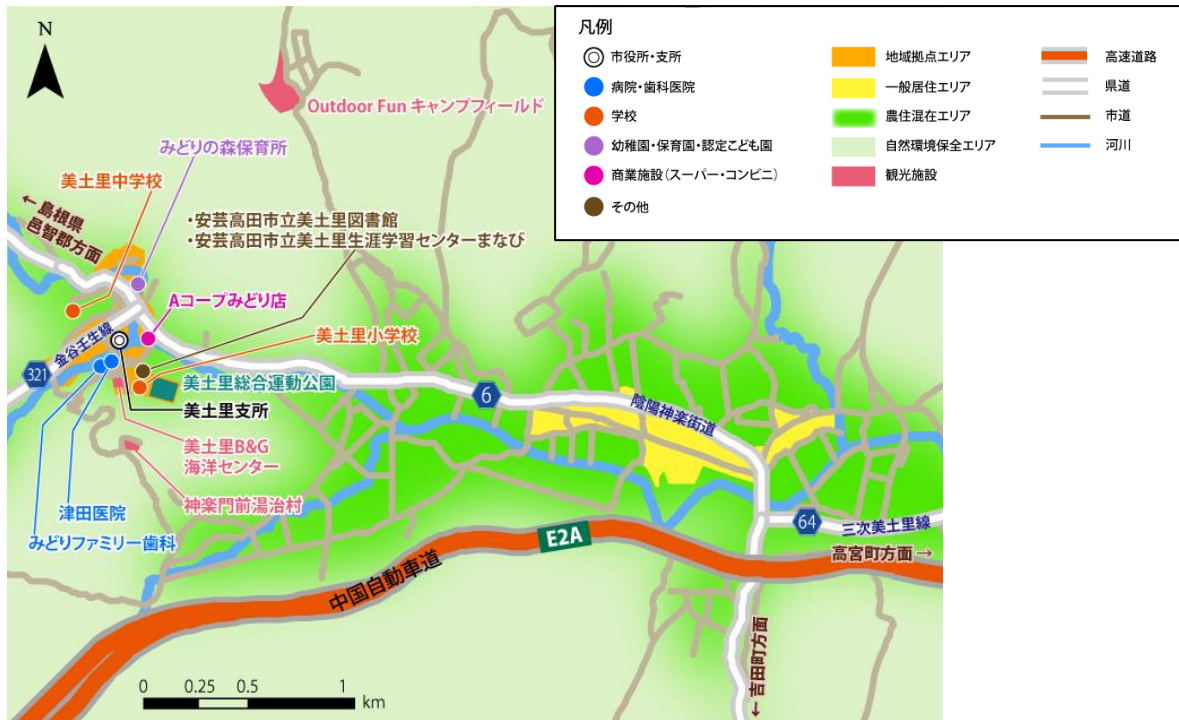 N
凡例
市役所・支所
病院・歯科医院
学校
幼稚園・保育園・認定こども園
商業施設（スーパー・コンビニ）
その他
地域拠点エリア
一般居住エリア
農住混在エリア
自然環境保全エリア
観光施設
高速道路
県道
市道
河川
Outdoor Fun キャンプフィールド
みどりの森保育所
美土里中学校
← 島根県
邑智郡方面
・安芸高田市立美土里図書館
・安芸高田市立美土里生涯学習センターまなび
Aコープみどり店
金谷壬生線
321
美土里小学校
美土里総合運動公園
美土里支所
6
陰陽神楽街道
美土里B&G
海洋センター
神楽門前湯治村
津田医院
みどりファミリー歯科
64
三次美土里線
高宮町方面 →
E2A
中国自動車道
← 吉田町方面
0 0.25 0.5 1
km